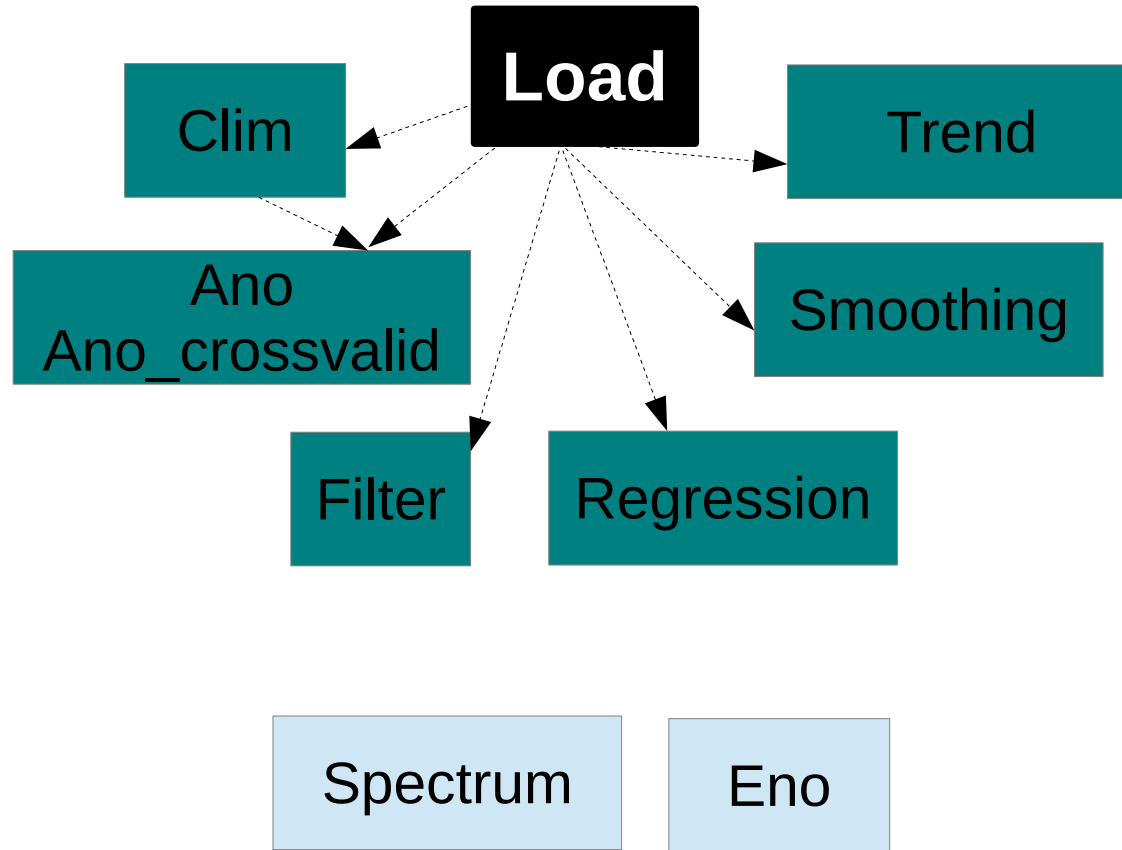 Load
Clim
Trend
Ano
Ano_crossvalid
Smoothing
Filter
Regression
Spectrum
Eno